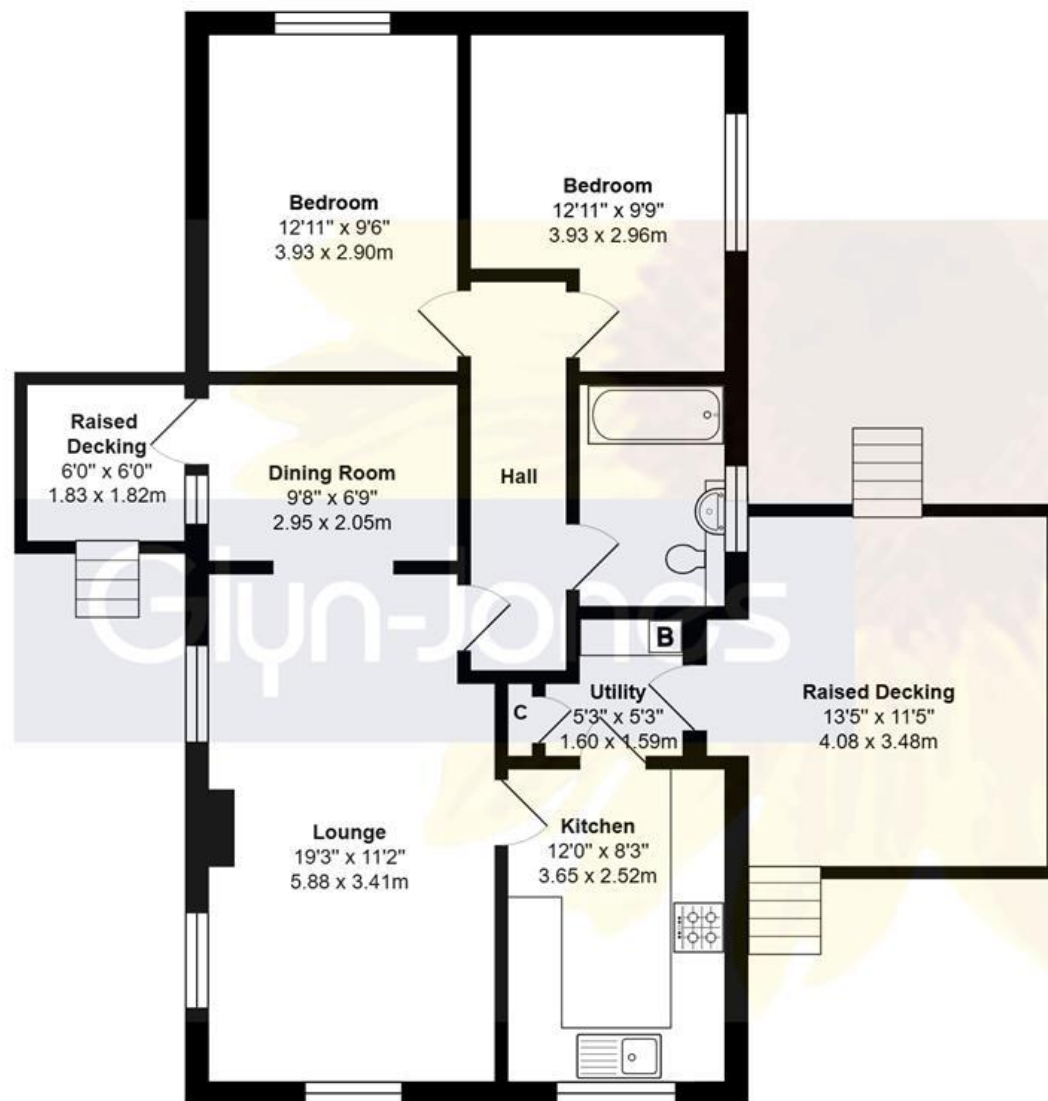 Bedroom
12'11" x 9'6"
3.93 x 2.90m
Bedroom
12'11" x 9'9"
3.93 x 2.96m
Raised
Decking
6'0" x 6'0"
1.83 x 1.82m
Dining Room
9'8" x 6'9"
2.95 x 2.05m
Hall
Glyn-Jones
B
C
Utility
5'3" x 5'3"
1.60 x 1.59m
Raised Decking
13'5" x 11'5"
4.08 x 3.48m
Lounge
19'3" x 11'2"
5.88 x 3.41m
Kitchen
12'0" x 8'3"
3.65 x 2.52m